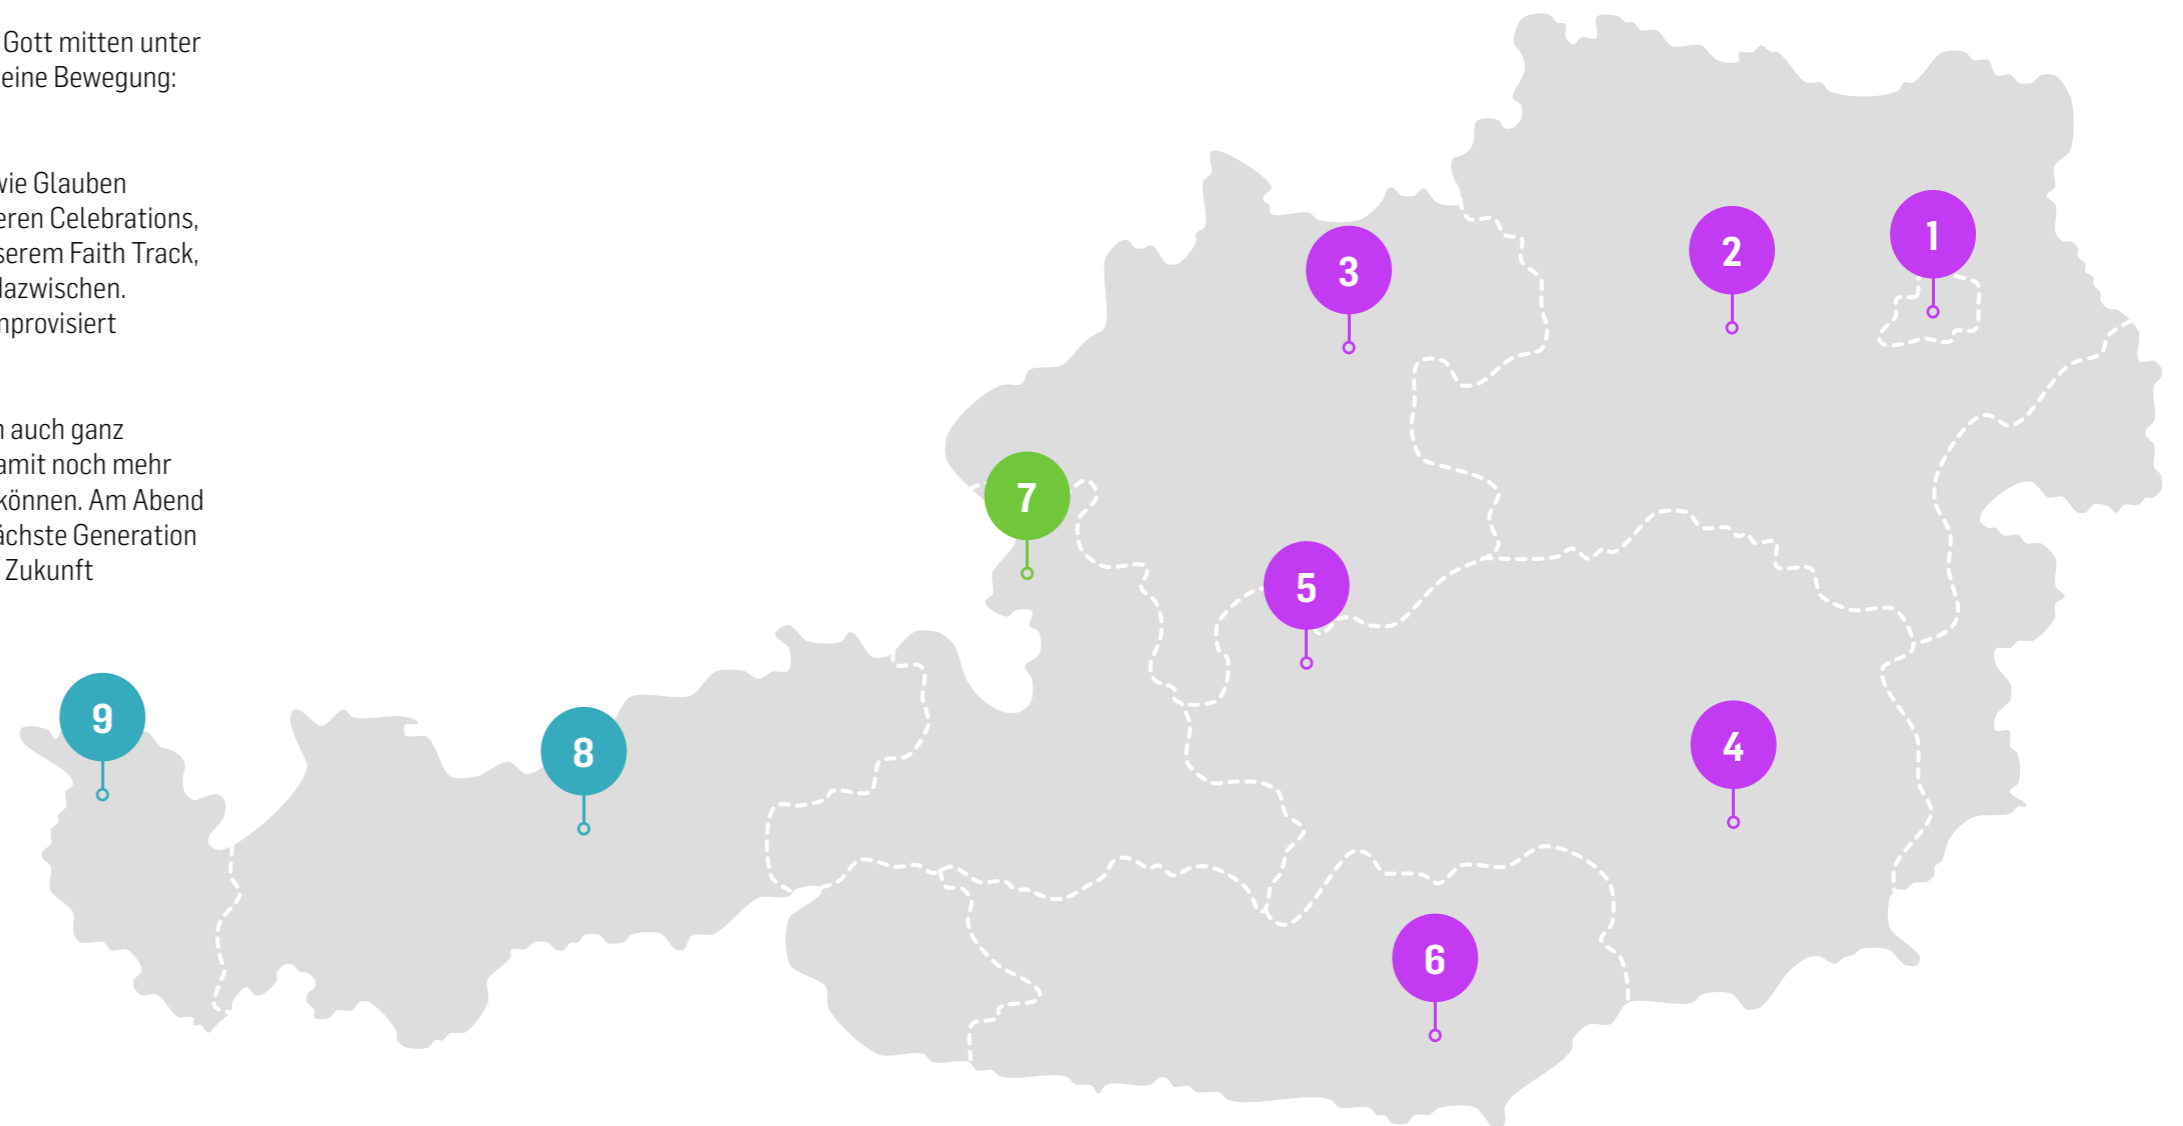 Gott mitten unter
eine Bewegung:
wie Glauben
eren Celebrations,
serem Faith Track,
dazwischen.
nprovisiert
auch ganz
amit noch mehr
können. Am Abend
ächste Generation
Zukunft
1
2
3
4
5
6
7
8
9